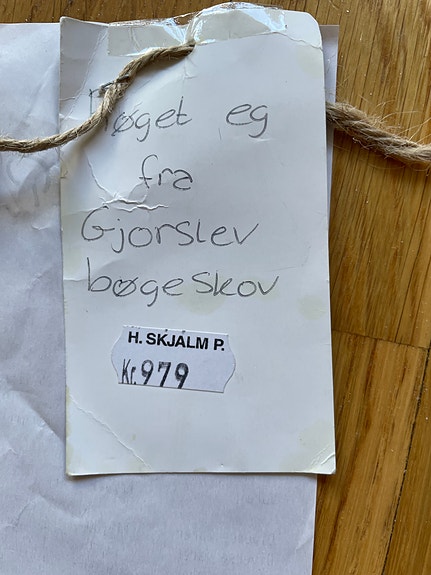 Røget eg
fra
Gjorslev
bøgeskov
H. SKJALM P.
Kr. 979